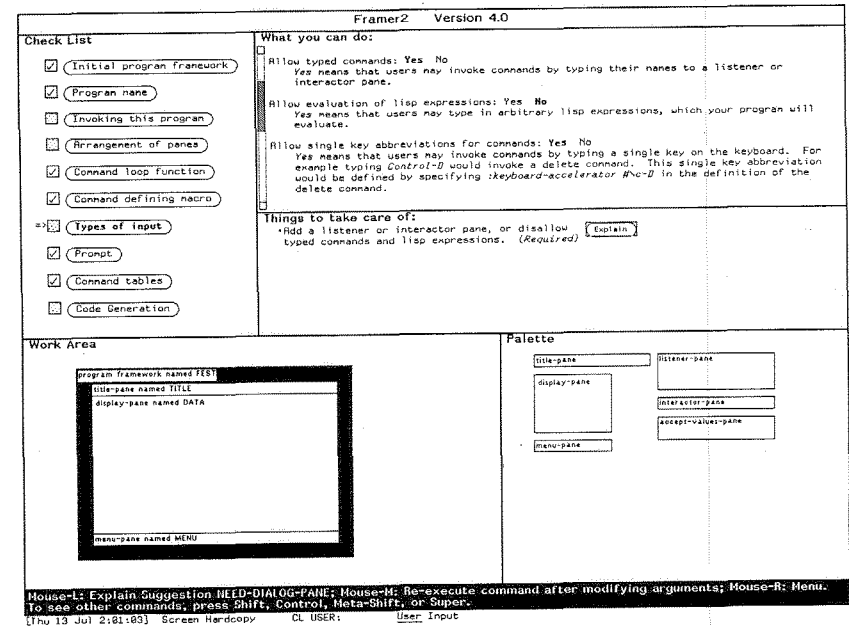 Framer2 Version 4.0
Check List
Initial program framework
Program name
Invoking this program
Arrangement of panes
Command loop function
Command defining macro
=> Types of input
Prompt
Command tables
Code Generation
What you can do:
Allow typed commands: Yes No
Yes means that users may invoke commands by typing their names to a listener or
interactor pane.
Allow evaluation of lisp expressions: Yes No
Yes means that users may type in arbitrary lisp expressions, which your program will
evaluate.
Allow single key abbreviations for commands: Yes No
Yes means that users may invoke commands by typing a single key on the keyboard. For
example typing Control-D would invoke a delete command. This single key abbreviation
would be defined by specifying :keyboard-accelerator #\c-D in the definition of the
delete command.
Things to take care of:
•Add a listener or interactor pane, or disallow Explain
typed commands and lisp expressions. (Required)
Work Area
program framework named FEST
title-pane named TITLE
display-pane named DATA
menu-pane named MENU
Palette
title-pane
listener-pane
display-pane
interactor-pane
accept-values-pane
menu-pane
Mouse-L: Explain Suggestion NEED-DIALOG-PANE; Mouse-M: Re-execute command after modifying arguments; Mouse-R: Menu.
To see other commands, press Shift, Control, Meta-Shift, or Super.
[Thu 13 Jul 2:01:03] Screen Hardcopy CL USER: User Input